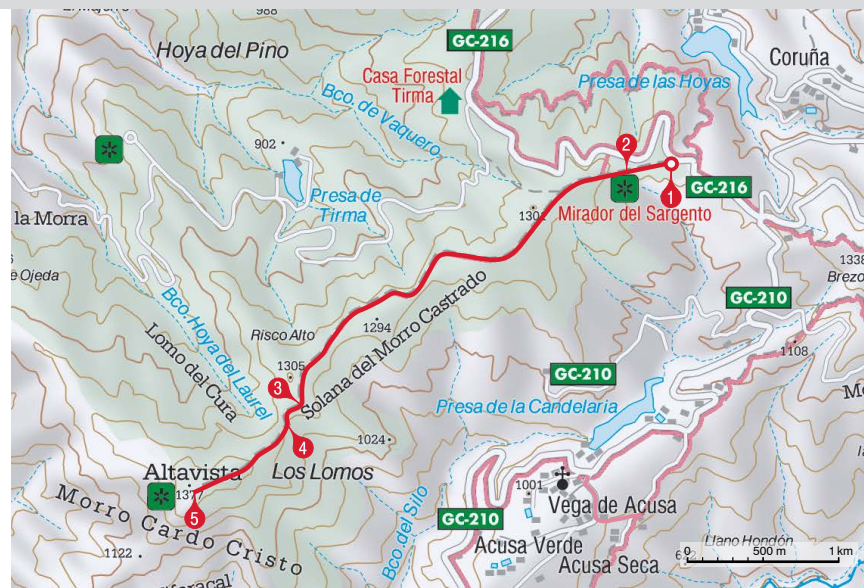 988
Hoya del Pino
GC-216
Coruña
Casa Forestal
Tirma
Presa de las Hoyas
Bco. de Vaquero
902
2
GC-216
1
Presa de
Tirma
Mirador del Sargento
la Morra
1338
Brezo
GC-210
Bco. Hoya del Laurel
Solana del Morro Castrado
1294
Risco Alto
1108
Lomo del Cura
1305
GC-210
3
Presa de la Candelaria
4
1024
Altavista
Los Lomos
1377
5
1001
Vega de Acusa
Morro Cardo Cristo
Bco. del Silo
GC-210
Acusa Verde
Llano Hondón
Acusa Seca
1122
0 500 m 1 km